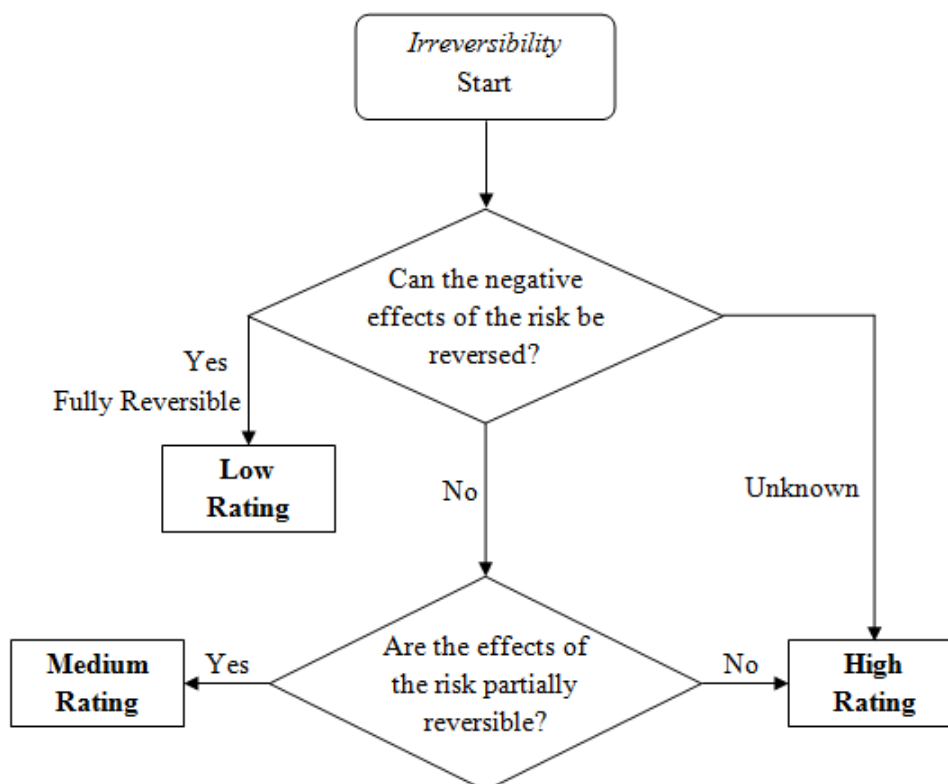 Irreversibility
Start
Can the negative
effects of the risk be
reversed?
Yes
Fully Reversible
Low
Rating
No
Unknown
Are the effects of
the risk partially
reversible?
Yes
Medium
Rating
No
High
Rating